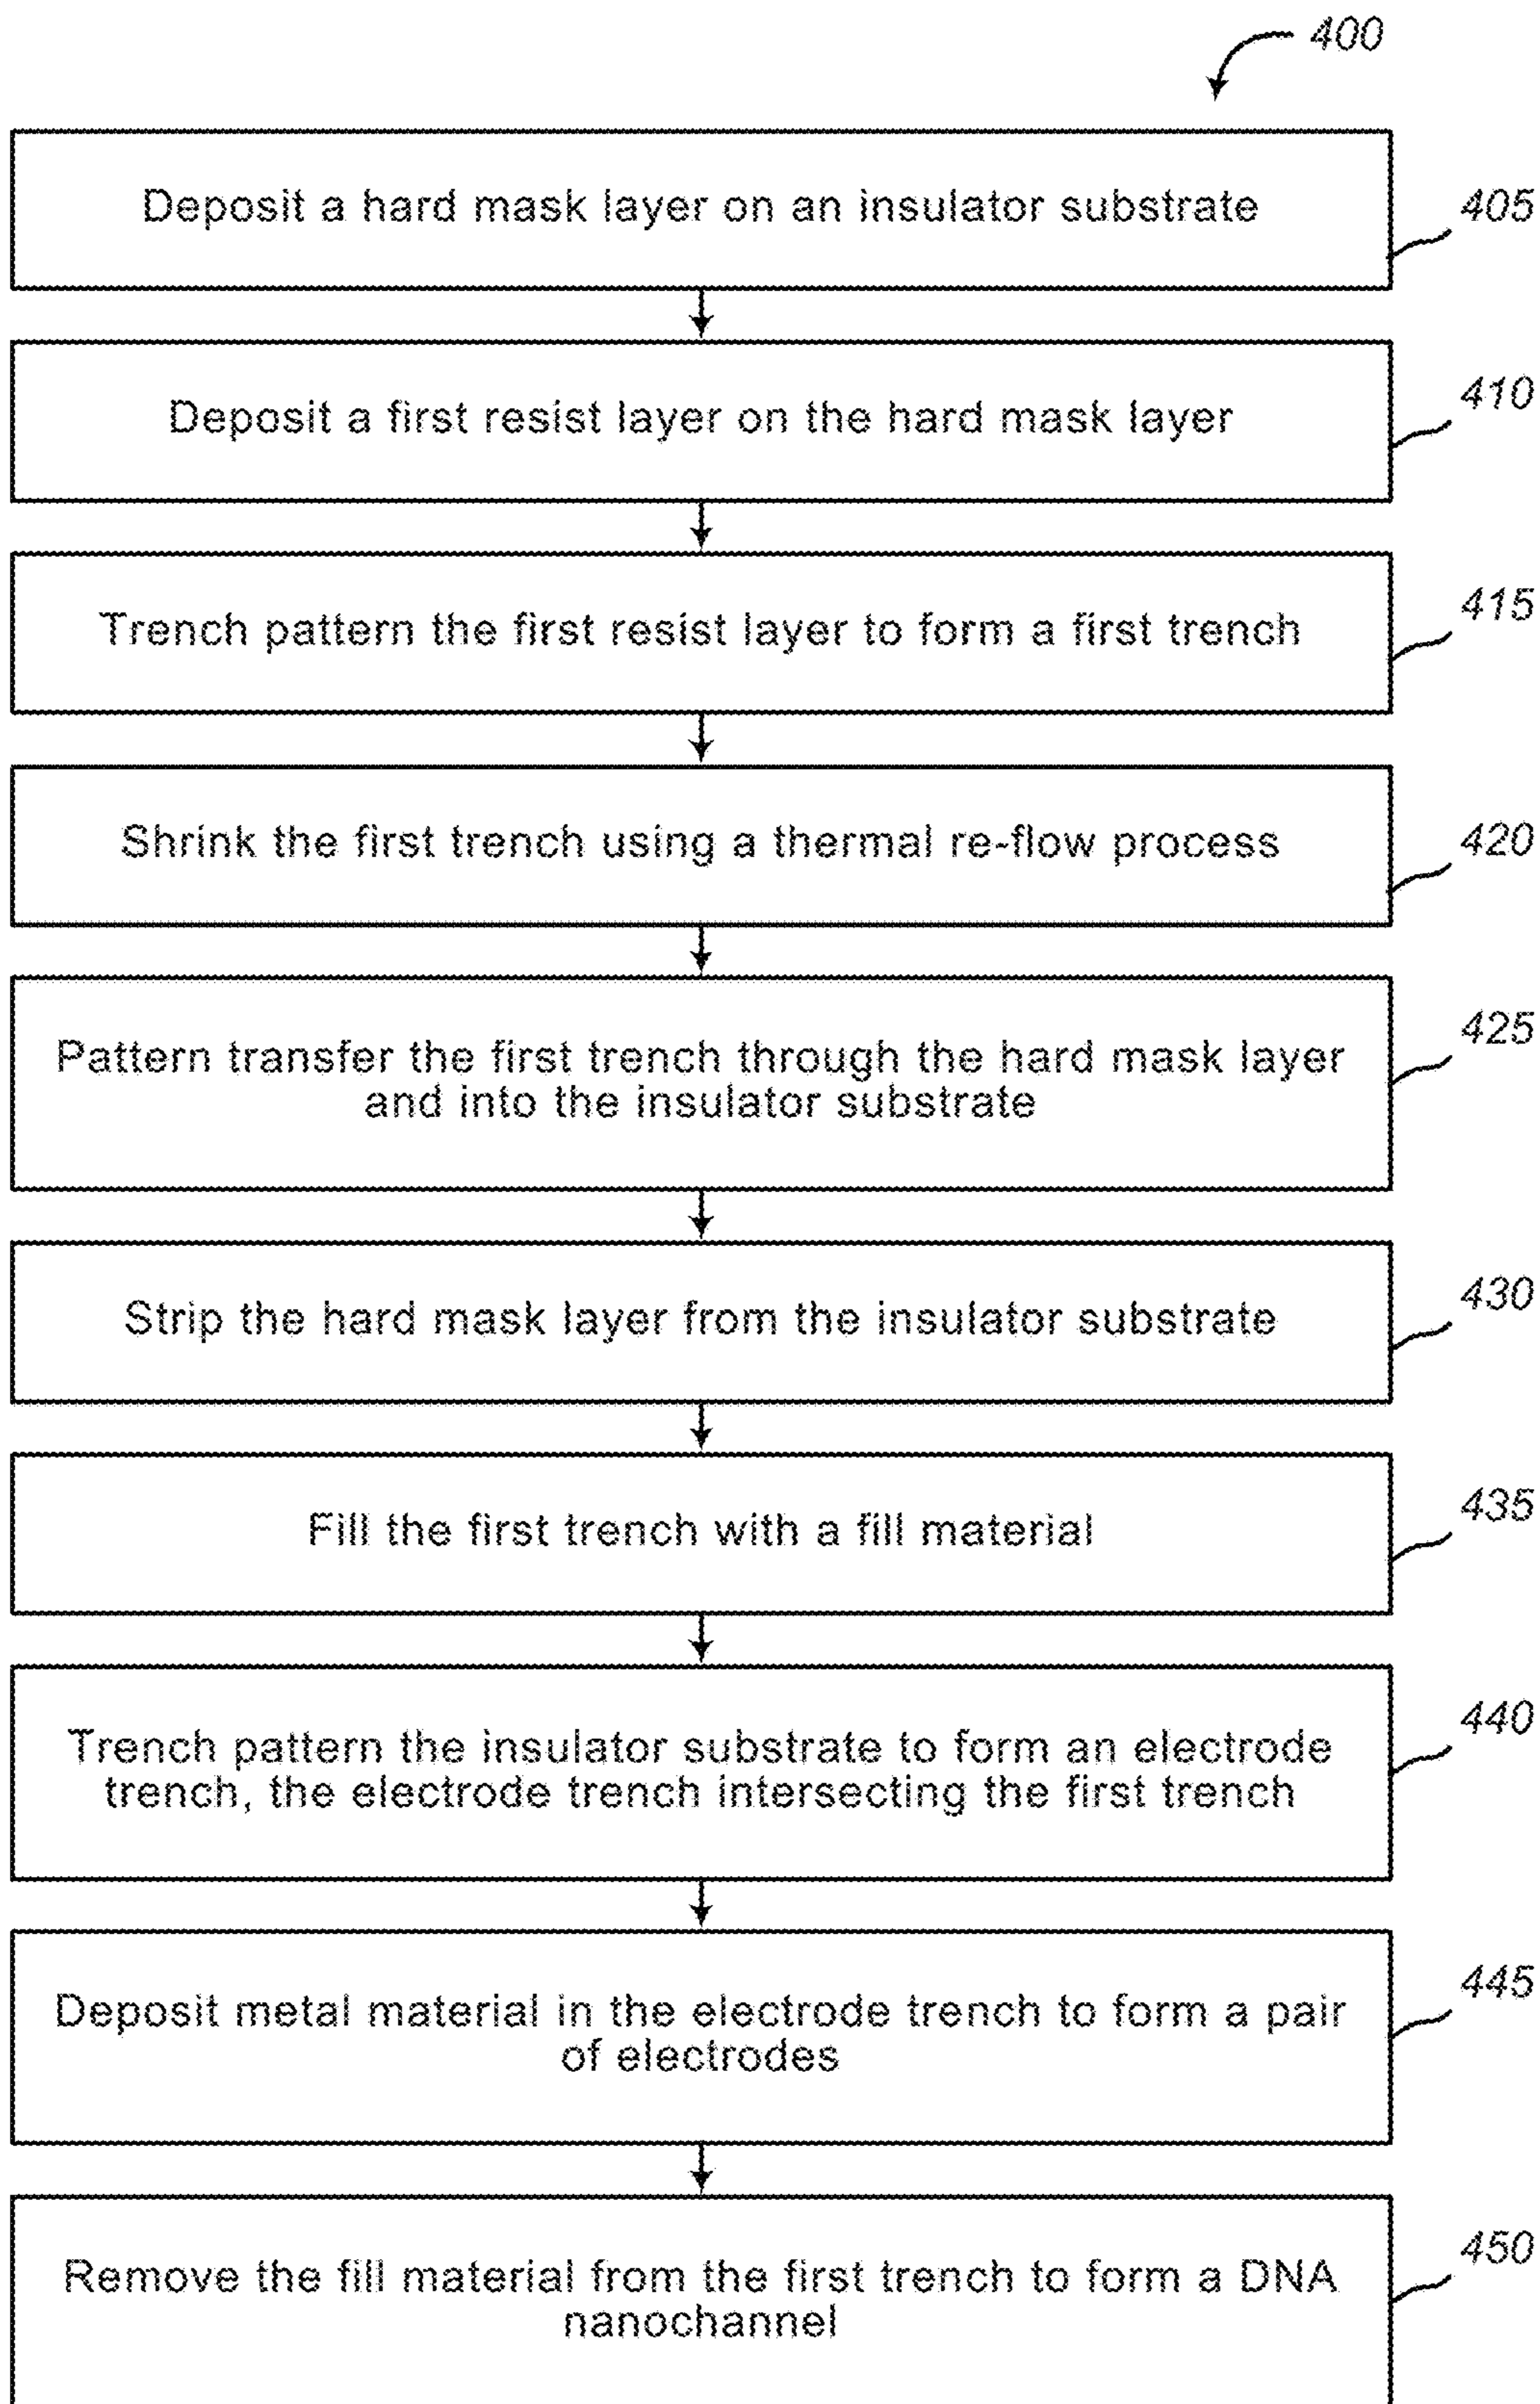 400
Deposit a hard mask layer on an insulator substrate
405
Deposit a first resist layer on the hard mask layer
410
Trench pattern the first resist layer to form a first trench
415
Shrink the first trench using a thermal re-flow process
420
Pattern transfer the first trench through the hard mask layer
and into the insulator substrate
425
Strip the hard mask layer from the insulator substrate
430
Fill the first trench with a fill material
435
Trench pattern the insulator substrate to form an electrode
trench, the electrode trench intersecting the first trench
440
Deposit metal material in the electrode trench to form a pair
of electrodes
445
Remove the fill material from the first trench to form a DNA
nanochannel
450